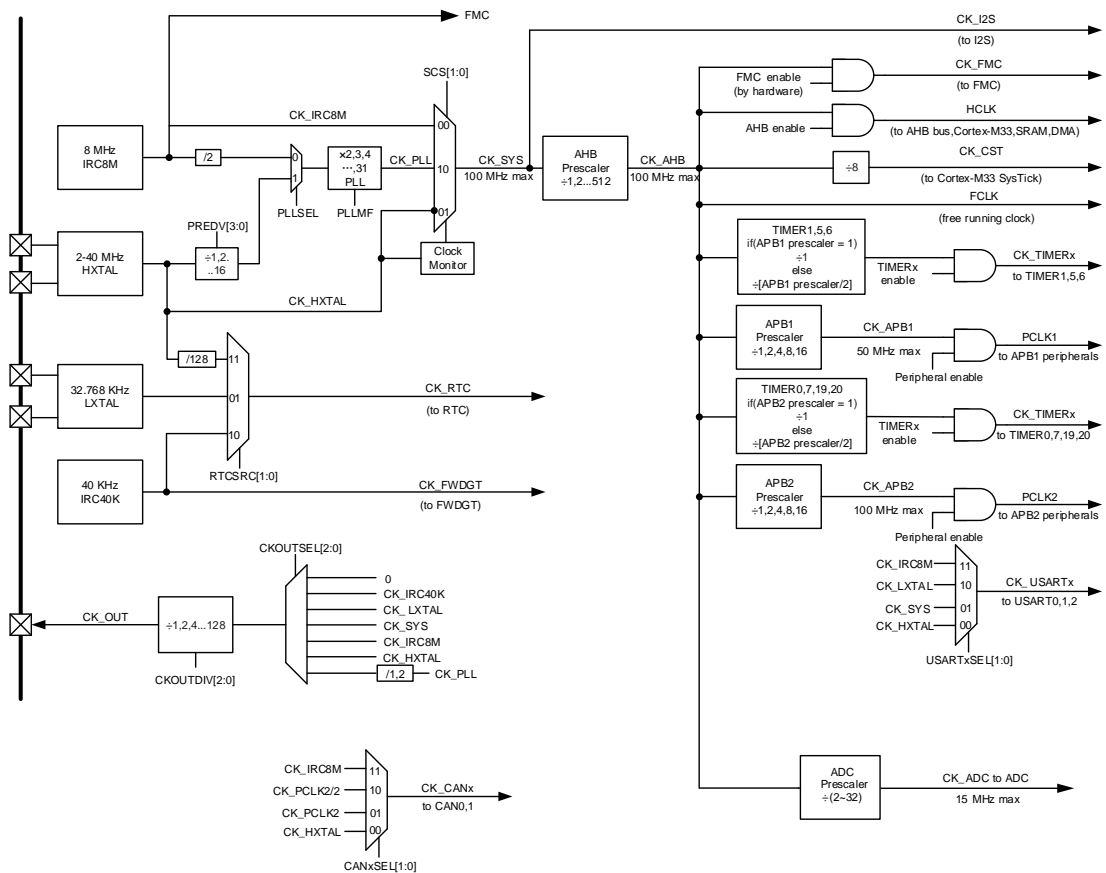 FMC
CK_I2S
(to I2S)
SCS[1:0]
FMC enable
(by hardware)
CK_FMC
(to FMC)
CK_IRC8M
00
AHB enable
HCLK
(to AHB bus,Cortex-M33,SRAM,DMA)
8 MHz
IRC8M
/2
0
1
PLLSEL
×2,3,4
…,31
PLL
PLLMF
CK_PLL
10
CK_SYS
100 MHz max
AHB
Prescaler
÷1,2...512
CK_AHB
100 MHz max
÷8
CK_CST
(to Cortex-M33 SysTick)
FCLK
(free running clock)
01
Clock
Monitor
PREDV[3:0]
2-40 MHz
HXTAL
÷1,2.
..16
CK_HXTAL
TIMER1,5,6
if(APB1 prescaler = 1)
÷1
else
÷[APB1 prescaler/2]
TIMERx
enable
CK_TIMERx
to TIMER1,5,6
APB1
Prescaler
÷1,2,4,8,16
CK_APB1
50 MHz max
Peripheral enable
PCLK1
to APB1 peripherals
/128
11
32.768 KHz
LXTAL
01
CK_RTC
(to RTC)
10
RTCSRC[1:0]
TIMER0,7,19,20
if(APB2 prescaler = 1)
÷1
else
÷[APB2 prescaler/2]
TIMERx
enable
CK_TIMERx
to TIMER0,7,19,20
40 KHz
IRC40K
CK_FWDGT
(to FWDGT)
APB2
Prescaler
÷1,2,4,8,16
CK_APB2
100 MHz max
Peripheral enable
PCLK2
to APB2 peripherals
CK_IRC8M
11
CK_LXTAL
10
CK_SYS
01
CK_HXTAL
00
CK_USARTx
to USART0,1,2
USARTxSEL[1:0]
CKOUTSEL[2:0]
0
CK_IRC40K
CK_ LXTAL
CK_SYS
CK_IRC8M
CK_HXTAL
/1,2
CK_PLL
CK_OUT
÷1,2,4...128
CKOUTDIV[2:0]
CK_IRC8M
11
CK_PCLK2/2
10
CK_PCLK2
01
CK_HXTAL
00
CK_CANx
to CAN0,1
CANxSEL[1:0]
ADC
Prescaler
÷(2~32)
CK_ADC to ADC
15 MHz max